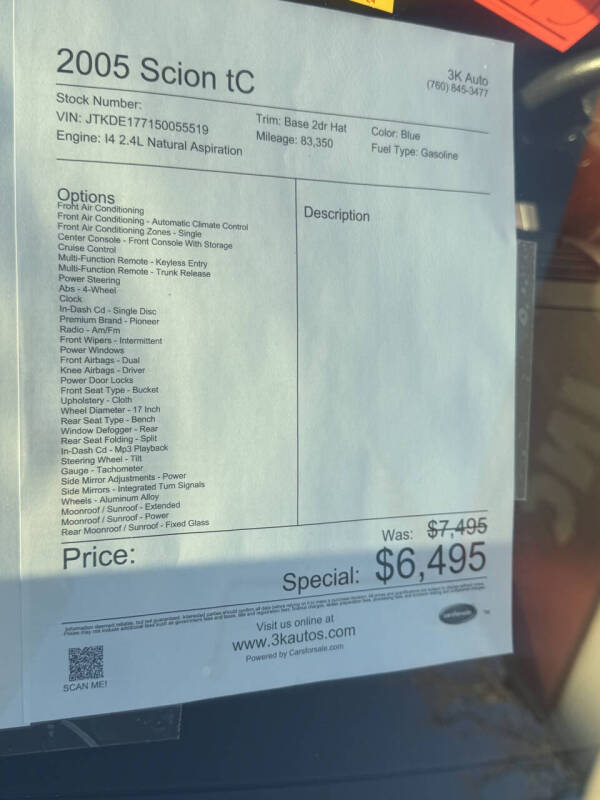 2005 Scion tC
3K Auto
(760) 845-3477
Stock Number:
VIN: JTKDE177150055519
Engine: I4 2.4L Natural Aspiration
Trim: Base 2dr Hat
Mileage: 83,350
Color: Blue
Fuel Type: Gasoline
Options
Front Air Conditioning
Front Air Conditioning - Automatic Climate Control
Front Air Conditioning Zones - Single
Center Console - Front Console With Storage
Cruise Control
Multi-Function Remote - Keyless Entry
Multi-Function Remote - Trunk Release
Power Steering
Abs - 4-Wheel
Clock
In-Dash Cd - Single Disc
Premium Brand - Pioneer
Radio - Am/Fm
Front Wipers - Intermittent
Power Windows
Front Airbags - Dual
Knee Airbags - Driver
Power Door Locks
Front Seat Type - Bucket
Upholstery - Cloth
Wheel Diameter - 17 Inch
Rear Seat Type - Bench
Window Defogger - Rear
Rear Seat Folding - Split
In-Dash Cd - Mp3 Playback
Steering Wheel - Tilt
Gauge - Tachometer
Side Mirror Adjustments - Power
Side Mirrors - Integrated Turn Signals
Wheels - Aluminum Alloy
Moonroof / Sunroof - Extended
Moonroof / Sunroof - Power
Rear Moonroof / Sunroof - Fixed Glass
Description
Price:
Was: $7,495
Special: $6,495
Visit us online at
www.3kautos.com
Powered by Carsforsale.com
SCAN ME!